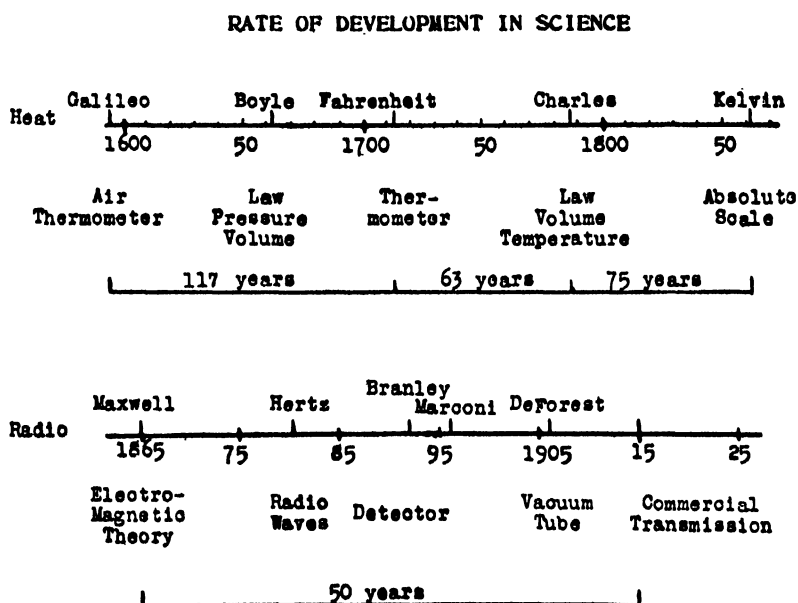 RATE OF DEVELOPMENT IN SCIENCE
Galileo Boyle Fahrenheit Charles Kelvin
Heat
1600 50 1700 50 1800 50
Air Law Ther- Law Absolute
Thermometer Pressure mometer Volume Scale
Volume Temperature
117 years 63 years 75 years
Branley
Maxwell Hertz Marconi DeForest
Radio
1865 75 85 95 1905 15 25
Electro- Radio Detector Vacuum Commercial
Magnetic Waves Tube Transmission
Theory
50 years